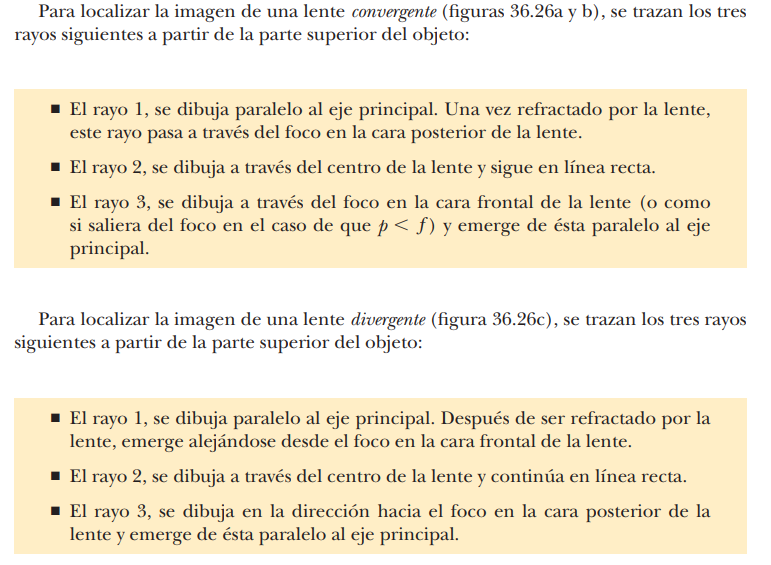 Para localizar la imagen de una lente convergente (figuras 36.26a y b), se trazan los tres
rayos siguientes a partir de la parte superior del objeto:
■ El rayo 1, se dibuja paralelo al eje principal. Una vez refractado por la lente,
este rayo pasa a través del foco en la cara posterior de la lente.
■ El rayo 2, se dibuja a través del centro de la lente y sigue en línea recta.
■ El rayo 3, se dibuja a través del foco en la cara frontal de la lente (o como
si saliera del foco en el caso de que p < f) y emerge de ésta paralelo al eje
principal.
Para localizar la imagen de una lente divergente (figura 36.26c), se trazan los tres rayos
siguientes a partir de la parte superior del objeto:
■ El rayo 1, se dibuja paralelo al eje principal. Después de ser refractado por la
lente, emerge alejándose desde el foco en la cara frontal de la lente.
■ El rayo 2, se dibuja a través del centro de la lente y continúa en línea recta.
■ El rayo 3, se dibuja en la dirección hacia el foco en la cara posterior de la
lente y emerge de ésta paralelo al eje principal.